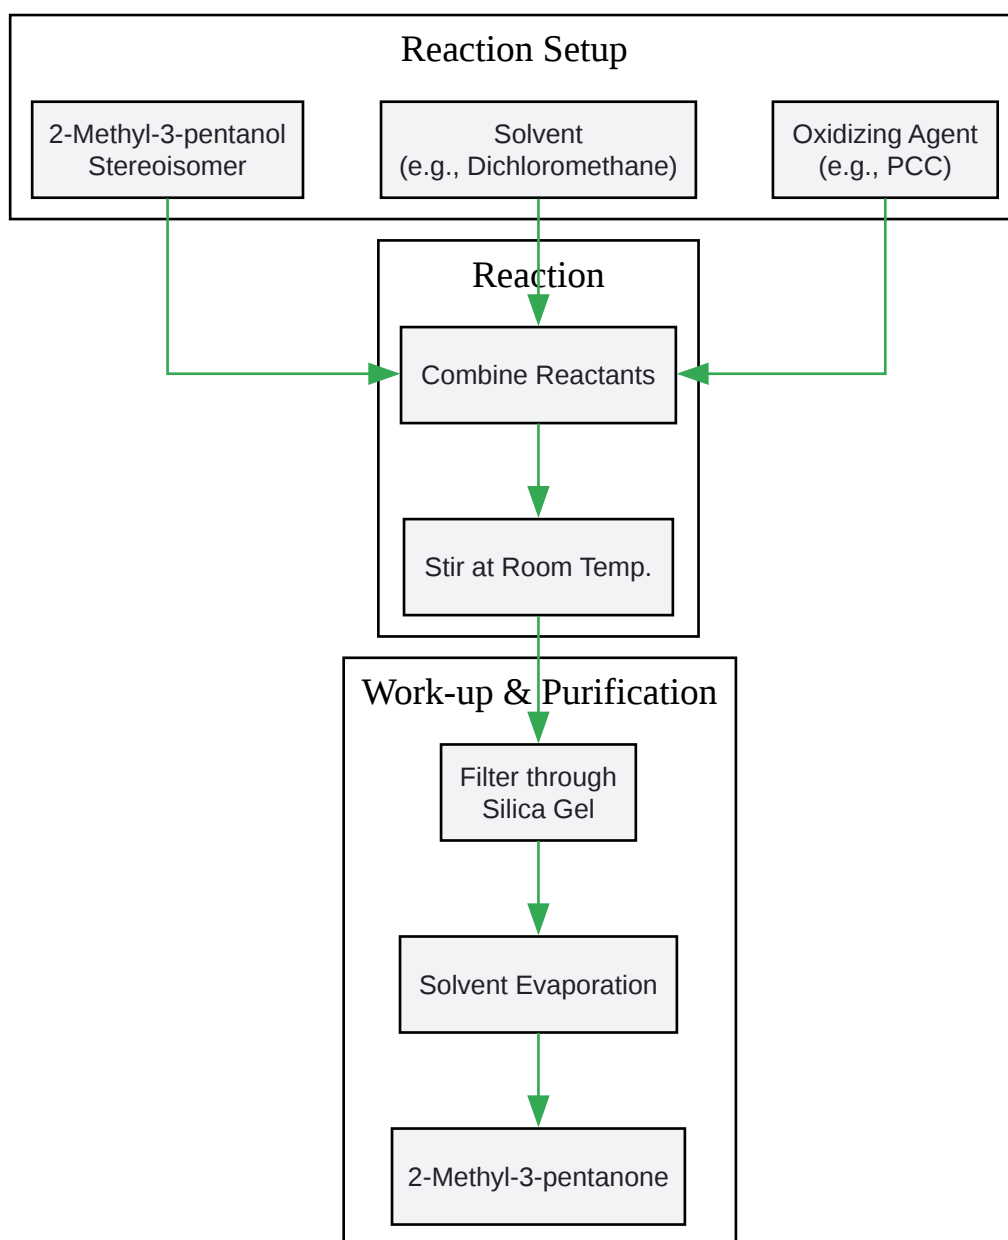 Reaction Setup
2-Methyl-3-pentanol
Stereoisomer
Solvent
(e.g., Dichloromethane)
Oxidizing Agent
(e.g., PCC)
Reaction
Combine Reactants
Stir at Room Temp.
Work-up & Purification
Filter through
Silica Gel
Solvent Evaporation
2-Methyl-3-pentanone